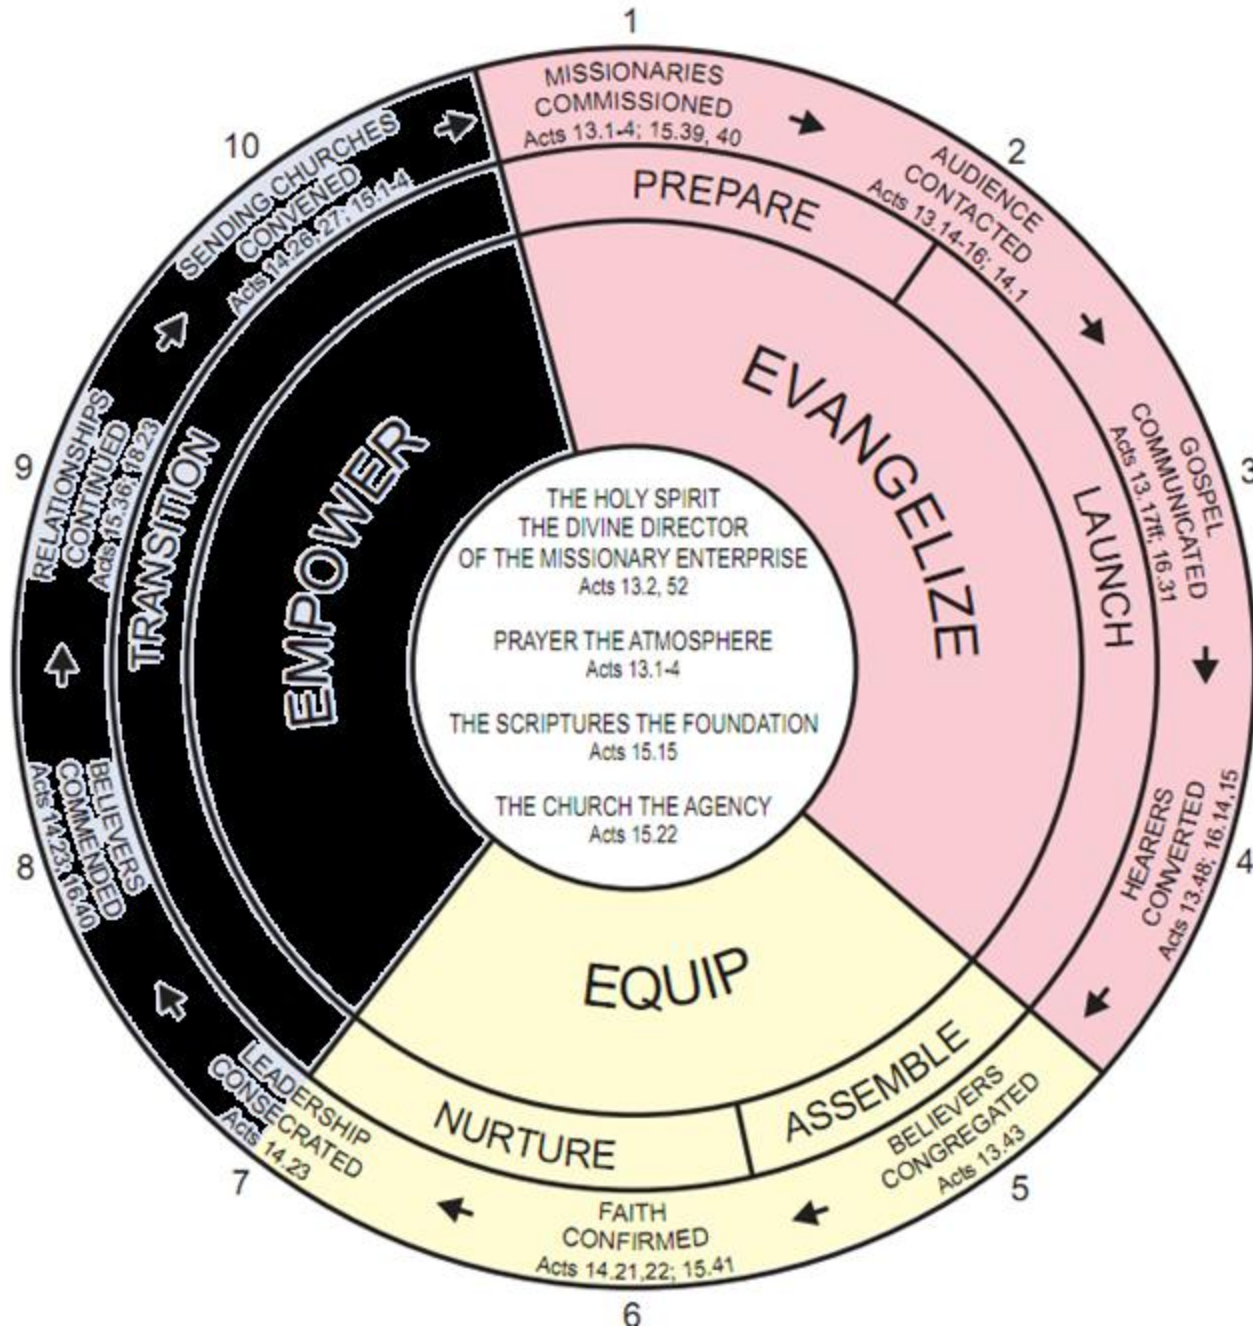 1
MISSIONARIES
COMMISSIONED
Acts 13.1-4; 15.39, 40
2
AUDIENCE
CONTACTED
Acts 13.14-16; 14.1
3
GOSPEL
COMMUNICATED
Acts 13.17ff; 16.31
4
HEARERS
CONVERTED
Acts 13.48; 16.14,15
5
BELIEVERS
CONGREGATED
Acts 13.43
6
FAITH
CONFIRMED
Acts 14.21,22; 15.41
7
LEADERSHIP
CONSECRATED
Acts 14.23
8
BELIEVERS
COMMENDED
Acts 14.23; 16.40
9
RELATIONSHIPS
CONTINUED
Acts 15.36; 18.23
10
SENDING CHURCHES
CONVENED
Acts 14.26, 27; 15.1-4
PREPARE
LAUNCH
ASSEMBLE
NURTURE
TRANSITION
EVANGELIZE
EQUIP
EMPOWER
THE HOLY SPIRIT
THE DIVINE DIRECTOR
OF THE MISSIONARY ENTERPRISE
Acts 13.2, 52
PRAYER THE ATMOSPHERE
Acts 13.1-4
THE SCRIPTURES THE FOUNDATION
Acts 15.15
THE CHURCH THE AGENCY
Acts 15.22